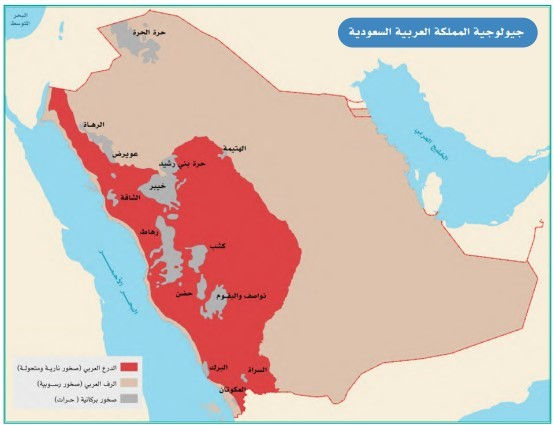 جيولوجية المملكة العربية السعودية
البحر
المتوسط
حرة الحرة
الرهاة
عويرض
الهتيمة
حرة بني رشيد
خيبر
الشاقة
رهاط
كشب
حضن
نواصف والبقوم
البرك
السراة
العكوتان
الخليج العربي
البحر الأحمر
الدرع العربي (صخور نارية ومتحولة)
الرف العربي (صخور رسوبية)
صخور بركانية (حرات)